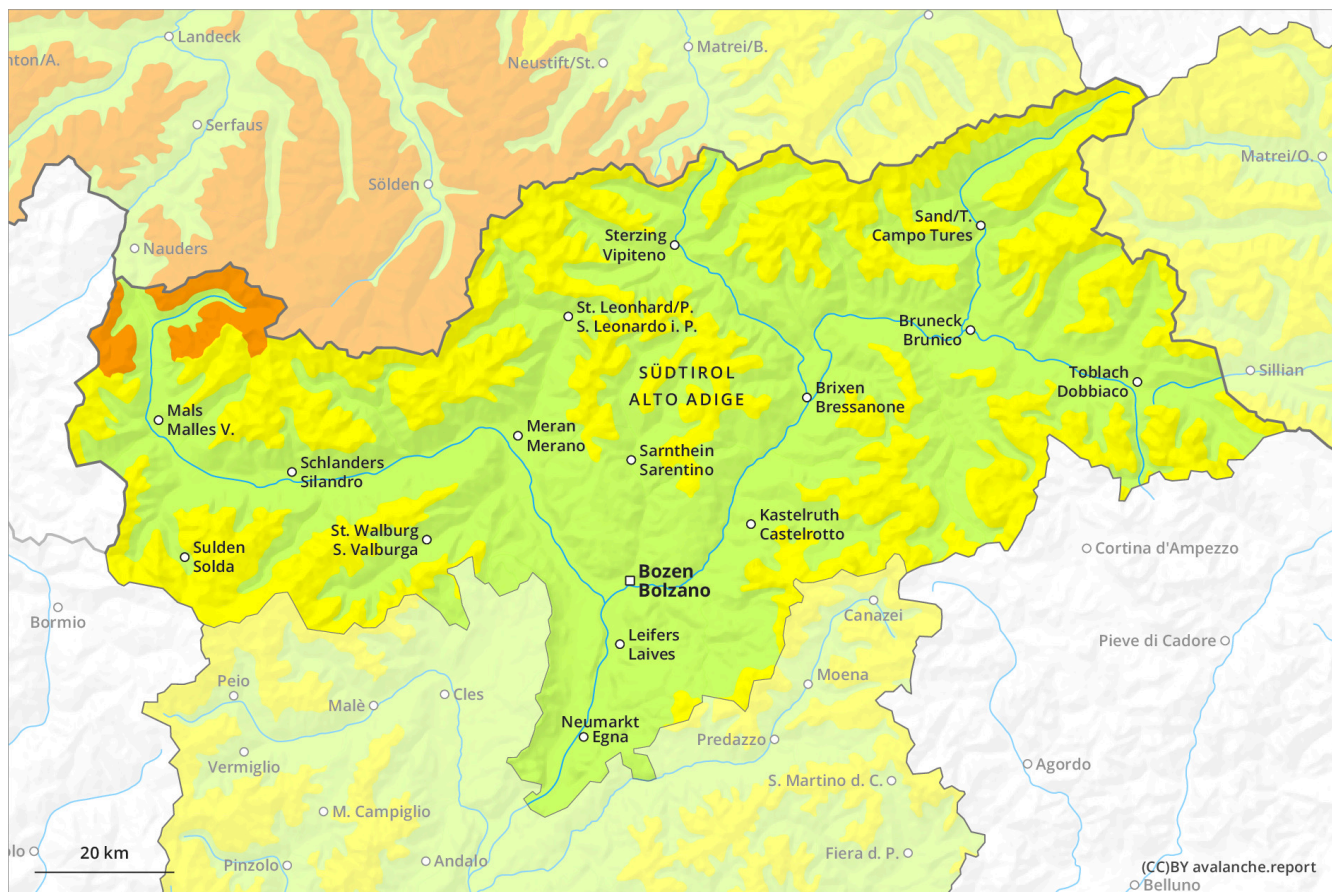 Landeck
nton/A.
Matrei/B.
Neustift/St.
Serfaus
Matrei/O.
Sölden
Sand/T.
Campo Tures
Sterzing
Vipiteno
Nauders
St. Leonhard/P.
S. Leonardo i. P.
Bruneck
Brunico
SÜDTIROL
ALTO ADIGE
Toblach
Dobbiaco
Sillian
Brixen
Bressanone
Mals
Malles V.
Meran
Merano
Sarnthein
Sarentino
Schlanders
Silandro
Kastelruth
Castelrotto
St. Walburg
S. Valburga
Sulden
Solda
Cortina d'Ampezzo
Bozen
Bolzano
Bormio
Canazei
Leifers
Laives
Pieve di Cadore
Peio
Moena
Malè
Cles
Neumarkt
Egna
Predazzo
Vermiglio
Agordo
S. Martino d. C.
M. Campiglio
olo
20 km
Pinzolo
Andalo
Fiera d. P.
(CC)BY avalanche.report
Belluno